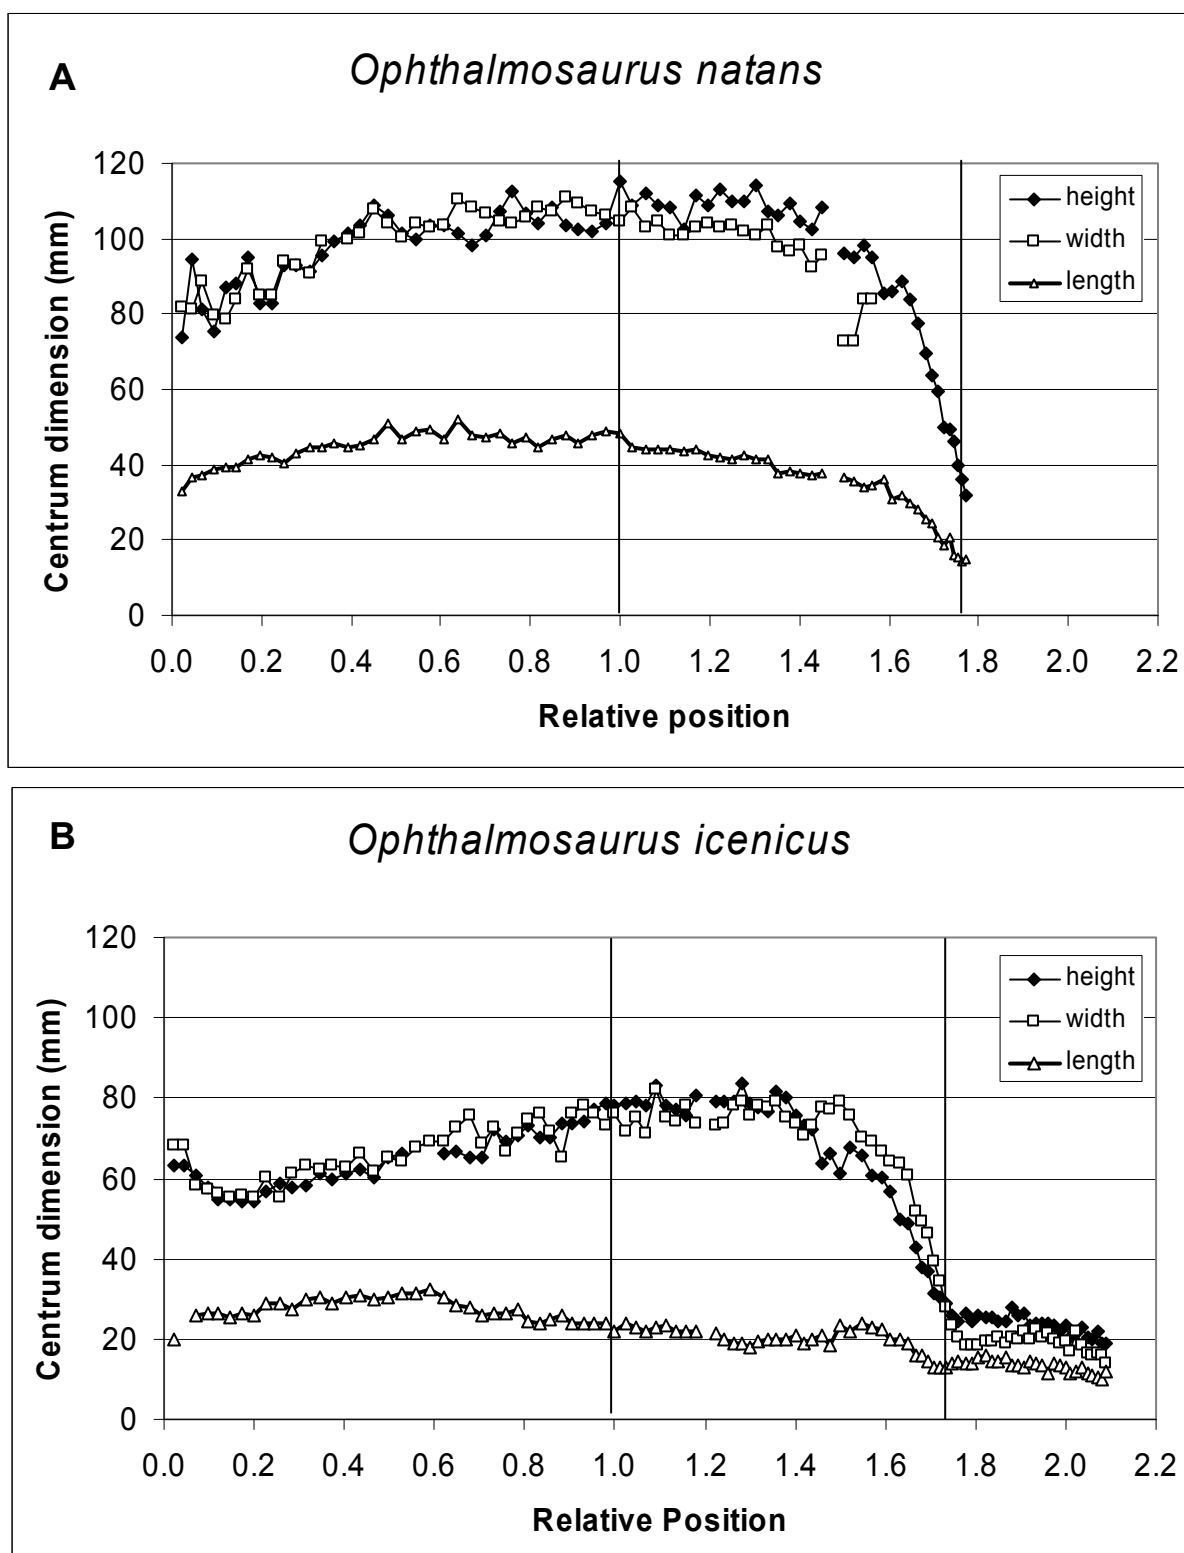 A
Ophthalmosaurus natans
Centrum dimension (mm)
120
100
80
60
40
20
0
height
width
length
0.0 0.2 0.4 0.6 0.8 1.0 1.2 1.4 1.6 1.8 2.0 2.2
Relative position
B
Ophthalmosaurus icenicus
Centrum dimension (mm)
120
100
80
60
40
20
0
height
width
length
0.0 0.2 0.4 0.6 0.8 1.0 1.2 1.4 1.6 1.8 2.0 2.2
Relative Position